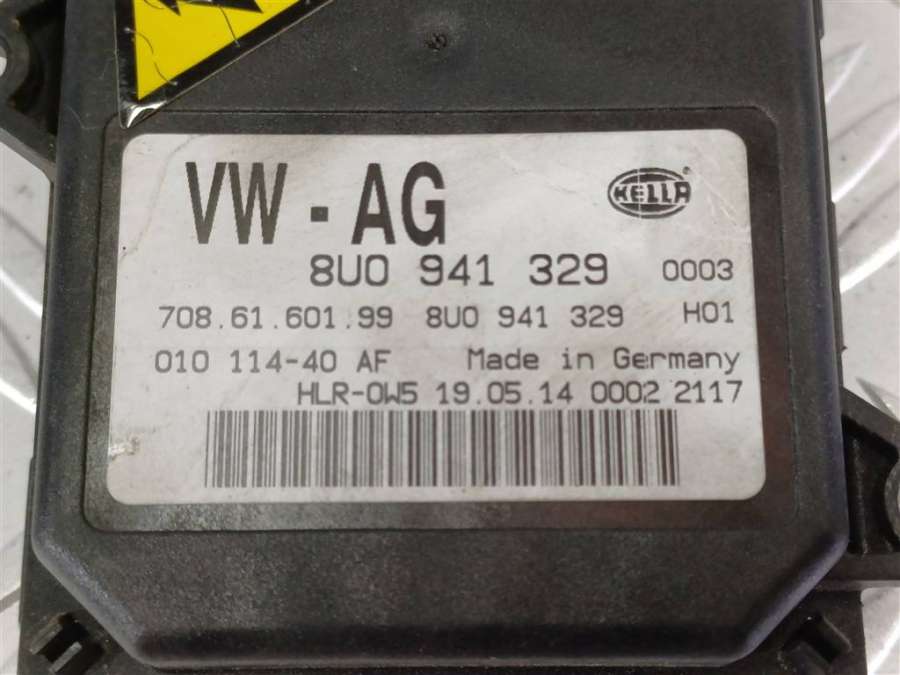 VW - AG
HELLA ®
8U0 941 329 0003
708.61.601.99 8U0 941 329 H01
010 114-40 AF Made in Germany
HLR-0W5 19.05.14 0002 2117